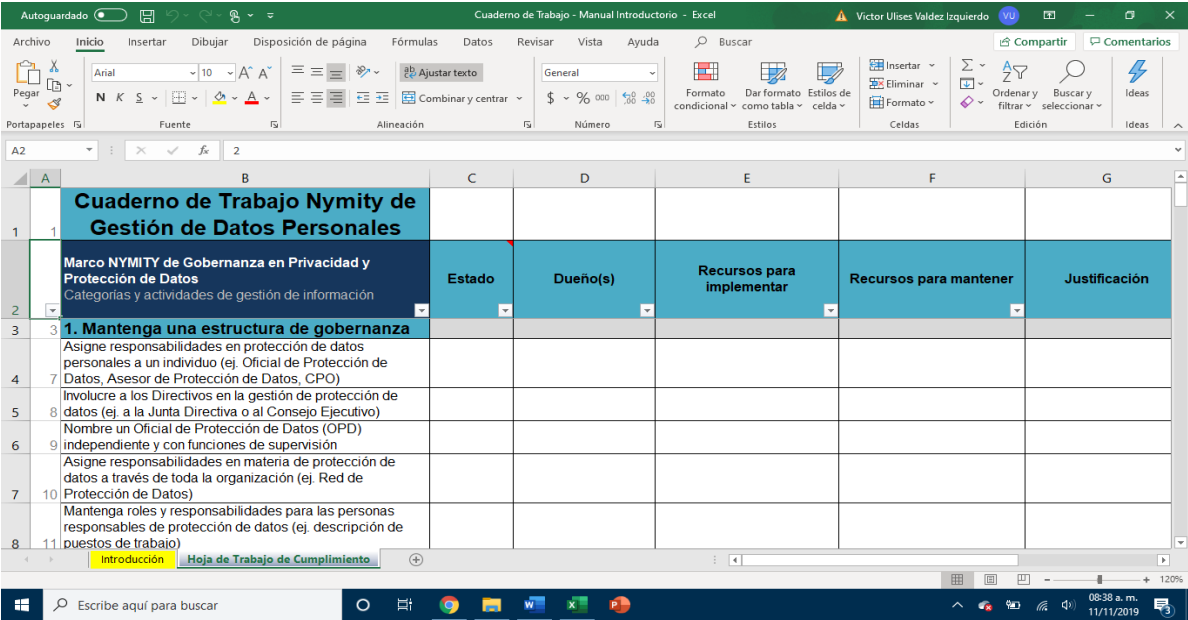 Autoguardado
Cuaderno de Trabajo - Manual Introductorio - Excel
Victor Ulises Valdez Izquierdo VU
Archivo Inicio Insertar Dibujar Disposición de página Fórmulas Datos Revisar Vista Ayuda Buscar Compartir Comentarios
Pegar
Arial 10 A A
Ajustar texto
General
Insertar
Eliminar
Formato
N K S A
Combinar y centrar
$ % 000
Formato condicional
Dar formato como tabla
Estilos de celda
Ordenar y filtrar
Buscar y seleccionar
Ideas
Portapapeles Fuente Alineación Número Estilos Celdas Edición Ideas
A2 fx 2
A B C D E F G
1 1 Cuaderno de Trabajo Nymity de
Gestión de Datos Personales
Marco NYMITY de Gobernanza en Privacidad y
Protección de Datos
Categorías y actividades de gestión de información
2 Estado Dueño(s) Recursos para
implementar Recursos para mantener Justificación
3 3 1. Mantenga una estructura de gobernanza
Asigne responsabilidades en protección de datos
personales a un individuo (ej. Oficial de Protección de
4 7 Datos, Asesor de Protección de Datos, CPO)
Involucre a los Directivos en la gestión de protección de
5 8 datos (ej. a la Junta Directiva o al Consejo Ejecutivo)
Nombre un Oficial de Protección de Datos (OPD)
6 9 independiente y con funciones de supervisión
Asigne responsabilidades en materia de protección de
datos a través de toda la organización (ej. Red de
7 10 Protección de Datos)
Mantenga roles y responsabilidades para las personas
responsables de protección de datos (ej. descripción de
8 11 puestos de trabajo)
Introducción Hoja de Trabajo de Cumplimiento
120%
Escribe aquí para buscar
08:38 a. m.
11/11/2019
3